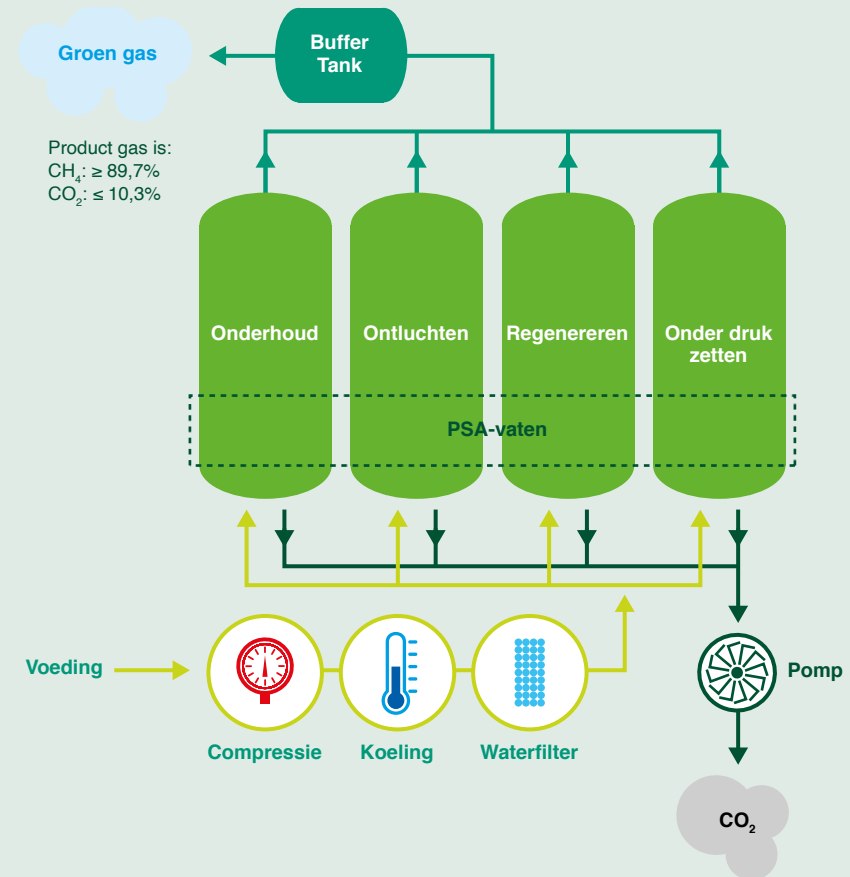 Groen gas
Buffer
Tank
Product gas is:
CH₄: ≥ 89,7%
CO₂: ≤ 10,3%
Onderhoud
Ontluchten
Regenereren
Onder druk
zetten
PSA-vaten
Voeding
Compressie
Koeling
Waterfilter
Pomp
CO₂